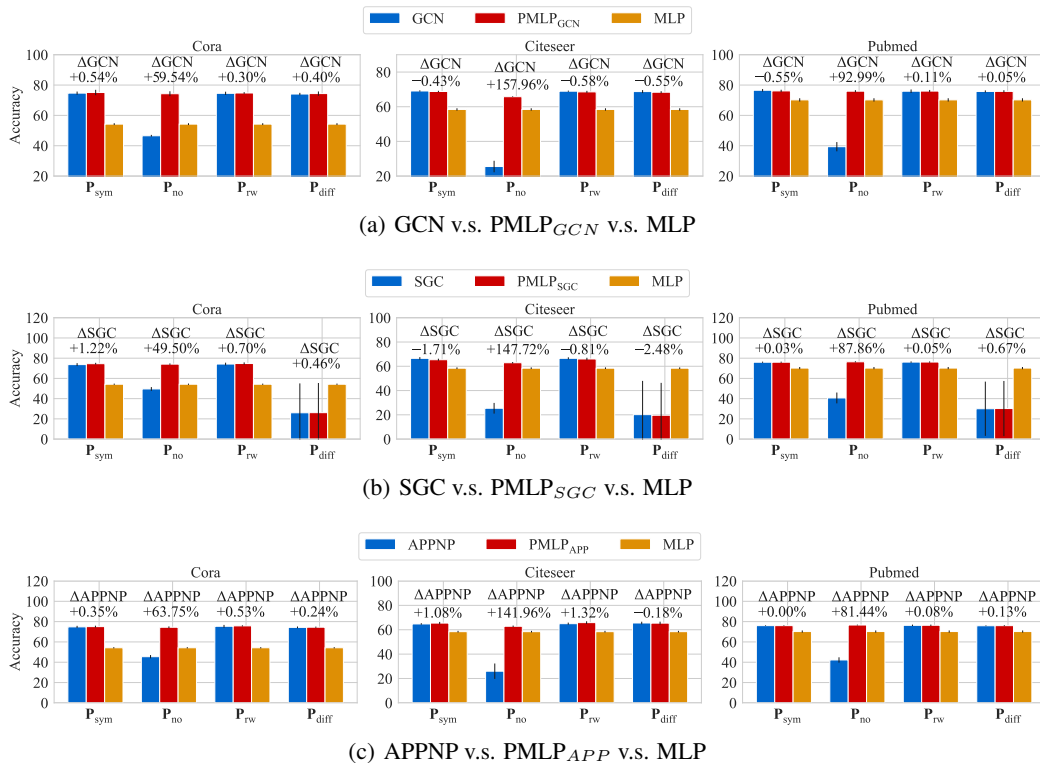 GCN PMLP_GCN MLP
Cora Citeseer Pubmed
Accuracy
100 80 60 40 20
ΔGCN +0.54% ΔGCN +59.54% ΔGCN +0.30% ΔGCN +0.40%
P_sym P_no P_rw P_diff
80 60 40 20
ΔGCN −0.43% ΔGCN +157.96% ΔGCN −0.58% ΔGCN −0.55%
P_sym P_no P_rw P_diff
100 80 60 40 20
ΔGCN −0.55% ΔGCN +92.99% ΔGCN +0.11% ΔGCN +0.05%
P_sym P_no P_rw P_diff
(a) GCN v.s. PMLP_GCN v.s. MLP
SGC PMLP_SGC MLP
Cora Citeseer Pubmed
Accuracy
120 100 80 60 40 20 0
ΔSGC +1.22% ΔSGC +49.50% ΔSGC +0.70% ΔSGC +0.46%
P_sym P_no P_rw P_diff
100 80 60 40 20 0
ΔSGC −1.71% ΔSGC +147.72% ΔSGC −0.81% ΔSGC −2.48%
P_sym P_no P_rw P_diff
120 100 80 60 40 20 0
ΔSGC +0.03% ΔSGC +87.86% ΔSGC +0.05% ΔSGC +0.67%
P_sym P_no P_rw P_diff
(b) SGC v.s. PMLP_SGC v.s. MLP
APPNP PMLP_APP MLP
Cora Citeseer Pubmed
Accuracy
120 100 80 60 40 20 0
ΔAPPNP +0.35% ΔAPPNP +63.75% ΔAPPNP +0.53% ΔAPPNP +0.24%
P_sym P_no P_rw P_diff
100 80 60 40 20 0
ΔAPPNP +1.08% ΔAPPNP +141.96% ΔAPPNP +1.32% ΔAPPNP −0.18%
P_sym P_no P_rw P_diff
120 100 80 60 40 20 0
ΔAPPNP +0.00% ΔAPPNP +81.44% ΔAPPNP +0.08% ΔAPPNP +0.13%
P_sym P_no P_rw P_diff
(c) APPNP v.s. PMLP_APP v.s. MLP